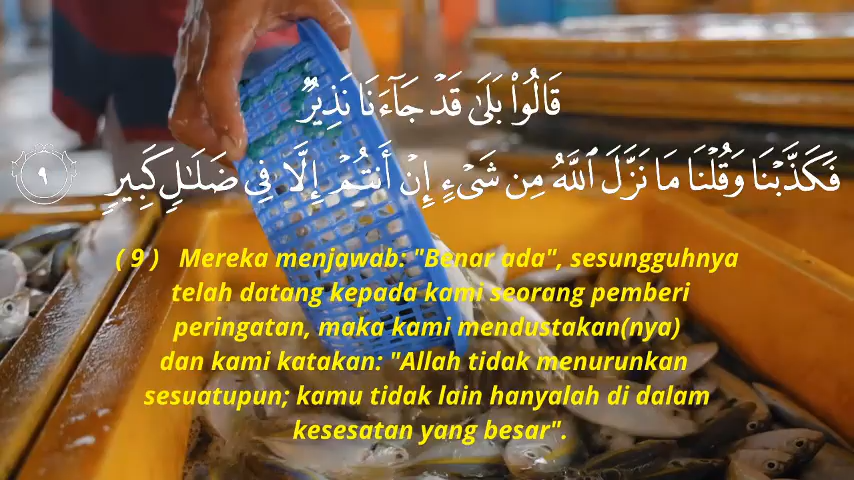 قَالُوا۟ بَلَىٰ قَدْ جَآءَنَا نَذِيرٌ
فَكَذَّبْنَا وَقُلْنَا مَا نَزَّلَ ٱللَّهُ مِن شَىْءٍ إِنْ أَنتُمْ إِلَّا فِى ضَلَـٰلٍ كَبِيرٍ ٩
( 9 ) Mereka menjawab: "Benar ada", sesungguhnya
telah datang kepada kami seorang pemberi
peringatan, maka kami mendustakan(nya)
dan kami katakan: "Allah tidak menurunkan
sesuatupun; kamu tidak lain hanyalah di dalam
kesesatan yang besar".